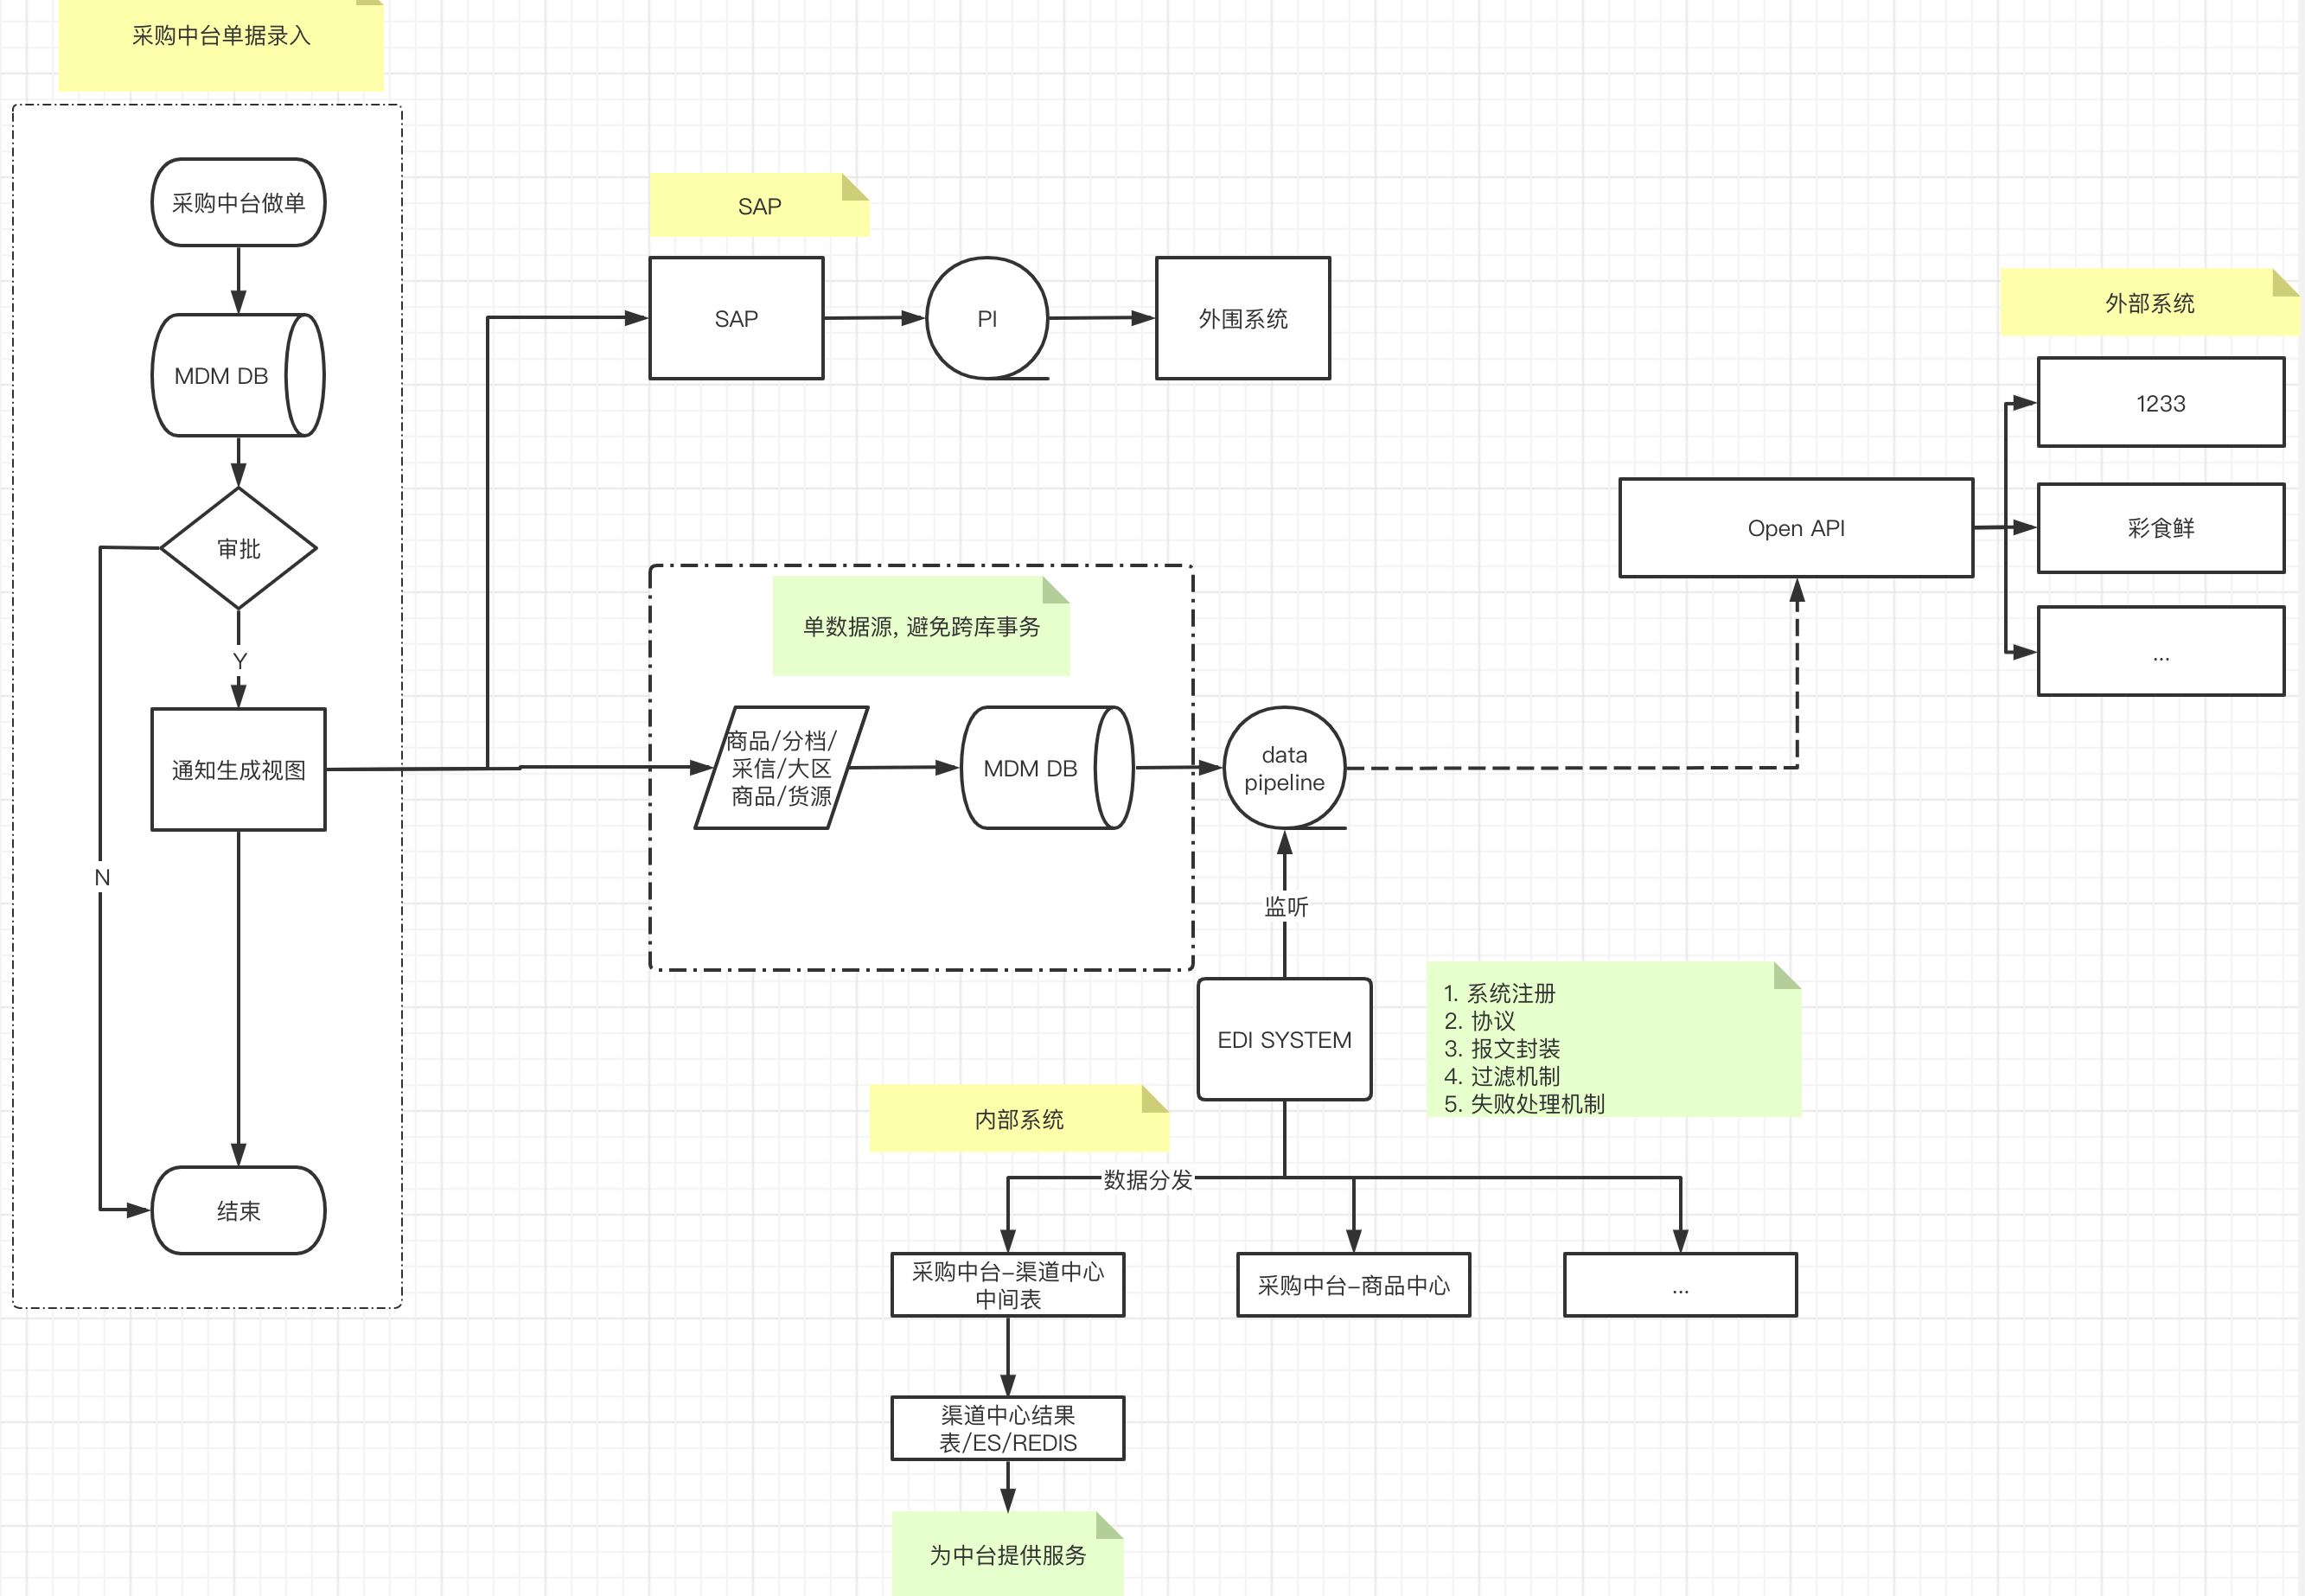 采购中台单据录入
采购中台做单
MDM DB
审批
Y
通知生成视图
N
结束
SAP
SAP
PI
外围系统
单数据源, 避免跨库事务
商品/分档/
采信/大区
商品/货源
MDM DB
data
pipeline
监听
EDI SYSTEM
1. 系统注册
2. 协议
3. 报文封装
4. 过滤机制
5. 失败处理机制
内部系统
数据分发
采购中台-渠道中心
中间表
采购中台-商品中心
...
渠道中心结果
表/ES/REDIS
为中台提供服务
Open API
外部系统
1233
彩食鲜
...